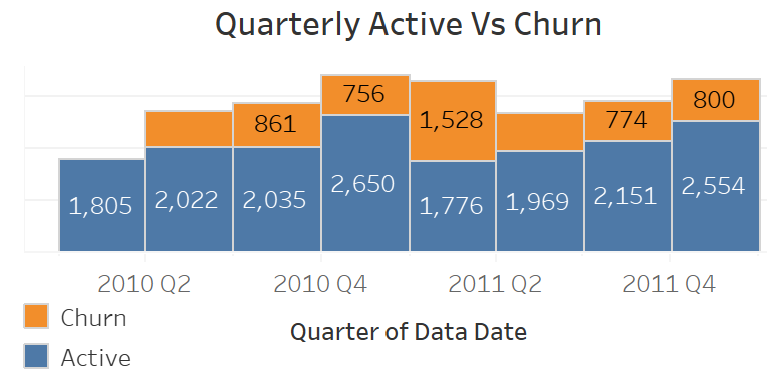 Quarterly Active Vs Churn
756
861
1,528
774
800
1,805
2,022
2,035
2,650
1,776
1,969
2,151
2,554
2010 Q2
2010 Q4
2011 Q2
2011 Q4
Quarter of Data Date
Churn
Active